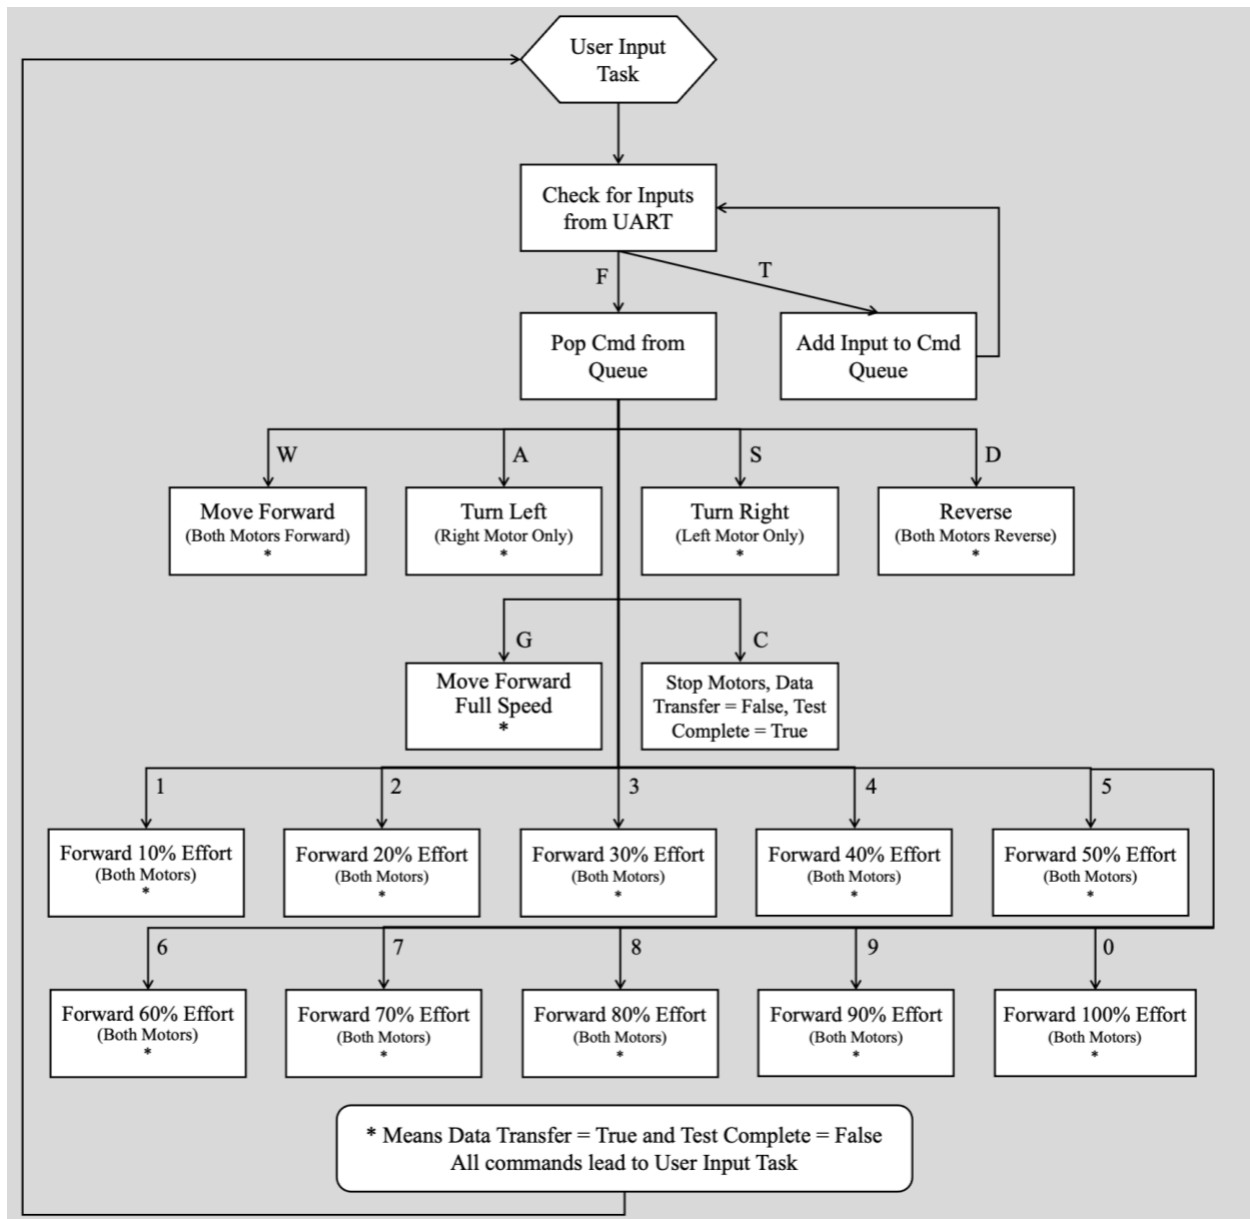 User Input
Task
Check for Inputs
from UART
F
T
Pop Cmd from
Queue
Add Input to Cmd
Queue
W
A
S
D
Move Forward
(Both Motors Forward)
*
Turn Left
(Right Motor Only)
*
Turn Right
(Left Motor Only)
*
Reverse
(Both Motors Reverse)
*
G
C
Move Forward
Full Speed
*
Stop Motors, Data
Transfer = False, Test
Complete = True
1
2
3
4
5
Forward 10% Effort
(Both Motors)
*
Forward 20% Effort
(Both Motors)
*
Forward 30% Effort
(Both Motors)
*
Forward 40% Effort
(Both Motors)
*
Forward 50% Effort
(Both Motors)
*
6
7
8
9
0
Forward 60% Effort
(Both Motors)
*
Forward 70% Effort
(Both Motors)
*
Forward 80% Effort
(Both Motors)
*
Forward 90% Effort
(Both Motors)
*
Forward 100% Effort
(Both Motors)
*
* Means Data Transfer = True and Test Complete = False
All commands lead to User Input Task